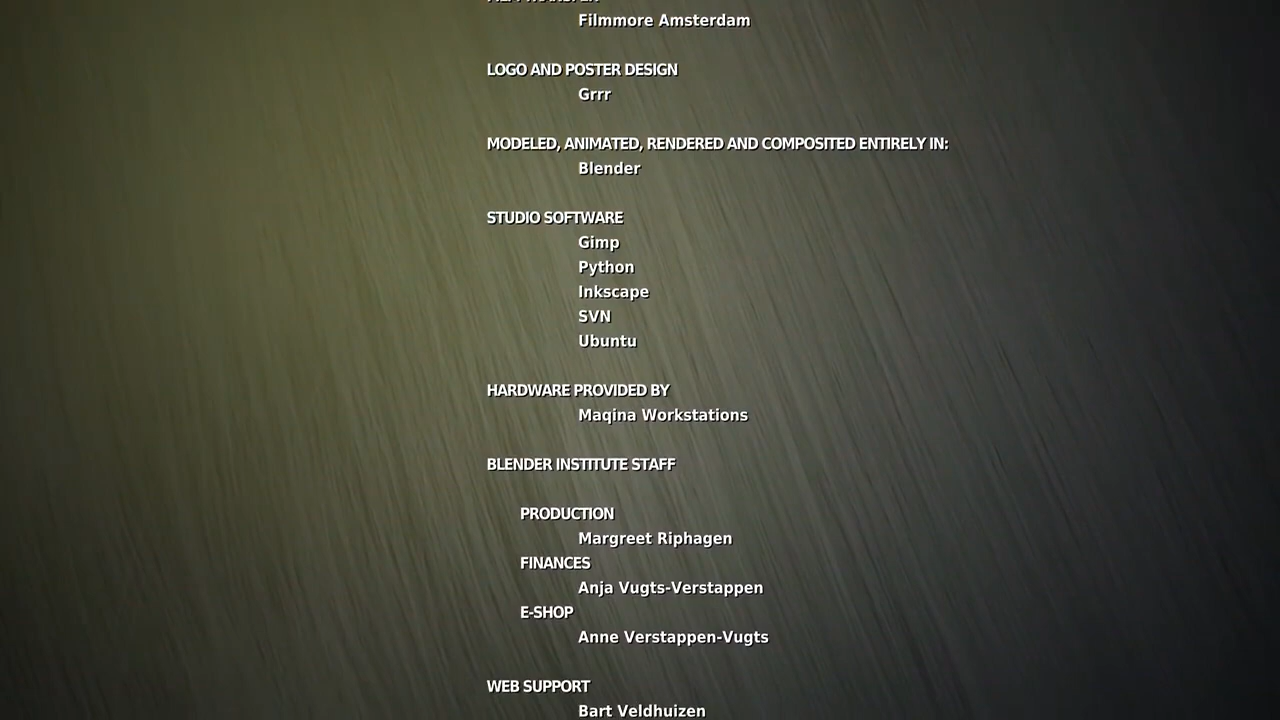 Filmmore Amsterdam
LOGO AND POSTER DESIGN
Grrr
MODELED, ANIMATED, RENDERED AND COMPOSITED ENTIRELY IN:
Blender
STUDIO SOFTWARE
Gimp
Python
Inkscape
SVN
Ubuntu
HARDWARE PROVIDED BY
Maqina Workstations
BLENDER INSTITUTE STAFF
PRODUCTION
Margreet Riphagen
FINANCES
Anja Vugts-Verstappen
E-SHOP
Anne Verstappen-Vugts
WEB SUPPORT
Bart Veldhuizen